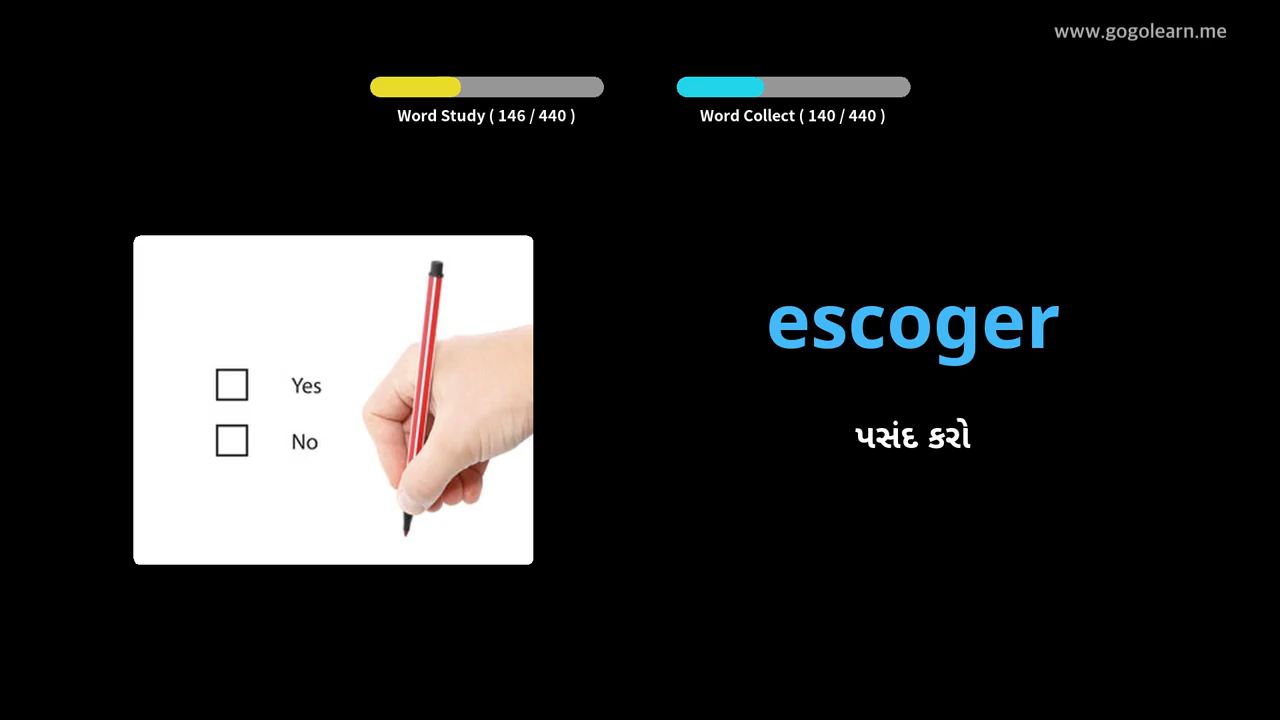 www.gogolearn.me
Word Study ( 146 / 440 )
Word Collect ( 140 / 440 )
Yes
No
escoger
પસંદ કરો